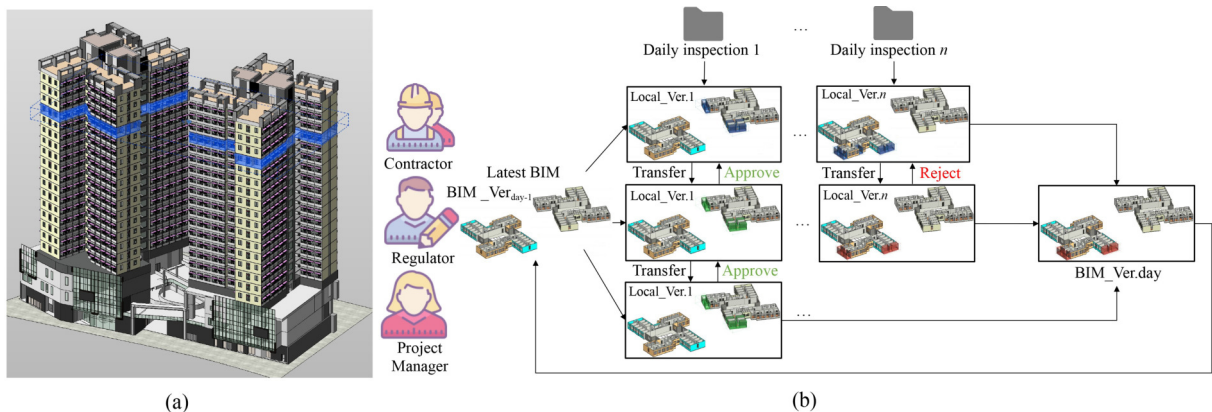 Daily inspection 1
...
Daily inspection n
Local_Ver.1
Local_Ver.n
...
Contractor
Transfer
Approve
Transfer
Reject
Latest BIM
BIM _Ver day-1
Local_Ver.1
Local_Ver.n
...
Regulator
Transfer
Approve
BIM_Ver.day
Local_Ver.1
...
Project
Manager
(a)
(b)